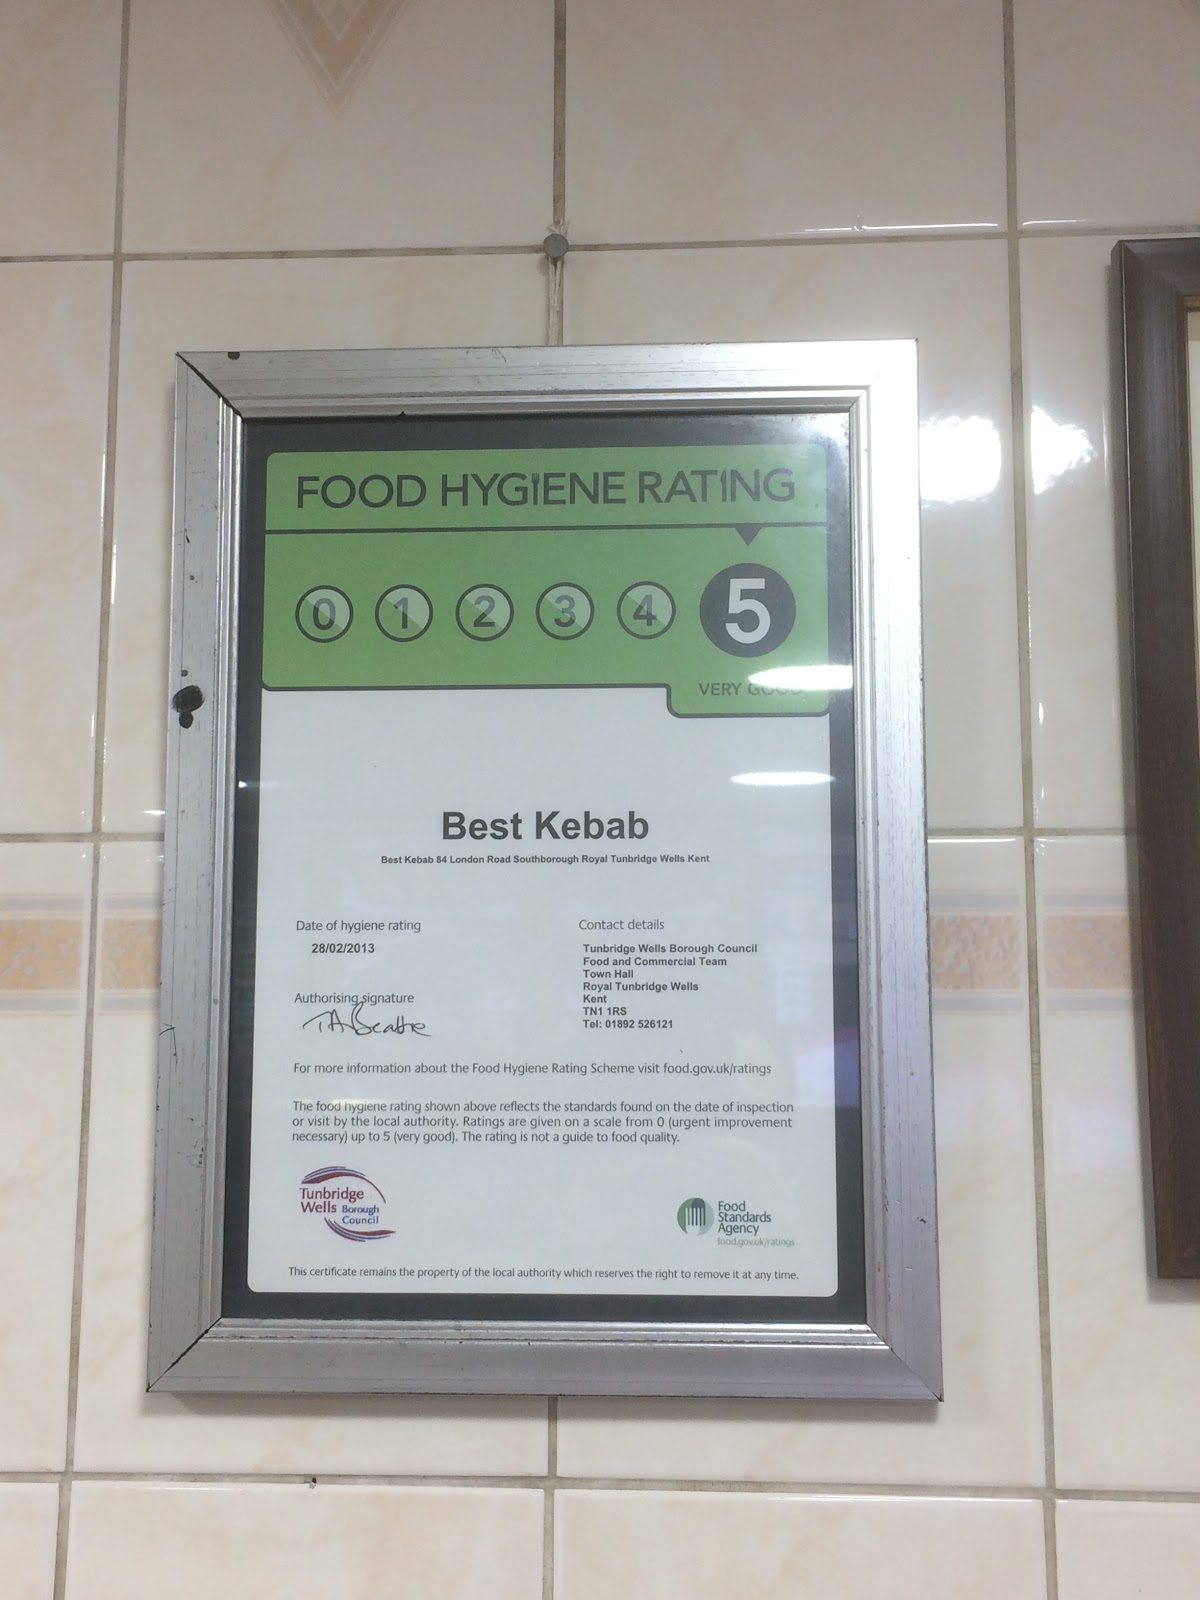 FOOD HYGIENE RATING
0 1 2 3 4 5
VERY GOOD
Best Kebab
Best Kebab 84 London Road Southborough Royal Tunbridge Wells Kent
Date of hygiene rating
28/02/2013
Contact details
Tunbridge Wells Borough Council
Food and Commercial Team
Town Hall
Royal Tunbridge Wells
Kent
TN1 1RS
Tel: 01892 526121
Authorising signature
For more information about the Food Hygiene Rating Scheme visit food.gov.uk/ratings
The food hygiene rating shown above reflects the standards found on the date of inspection
or visit by the local authority. Ratings are given on a scale from 0 (urgent improvement
necessary) up to 5 (very good). The rating is not a guide to food quality.
Tunbridge
Wells Borough
Council
Food
Standards
Agency
food.gov.uk/ratings
This certificate remains the property of the local authority which reserves the right to remove it at any time.